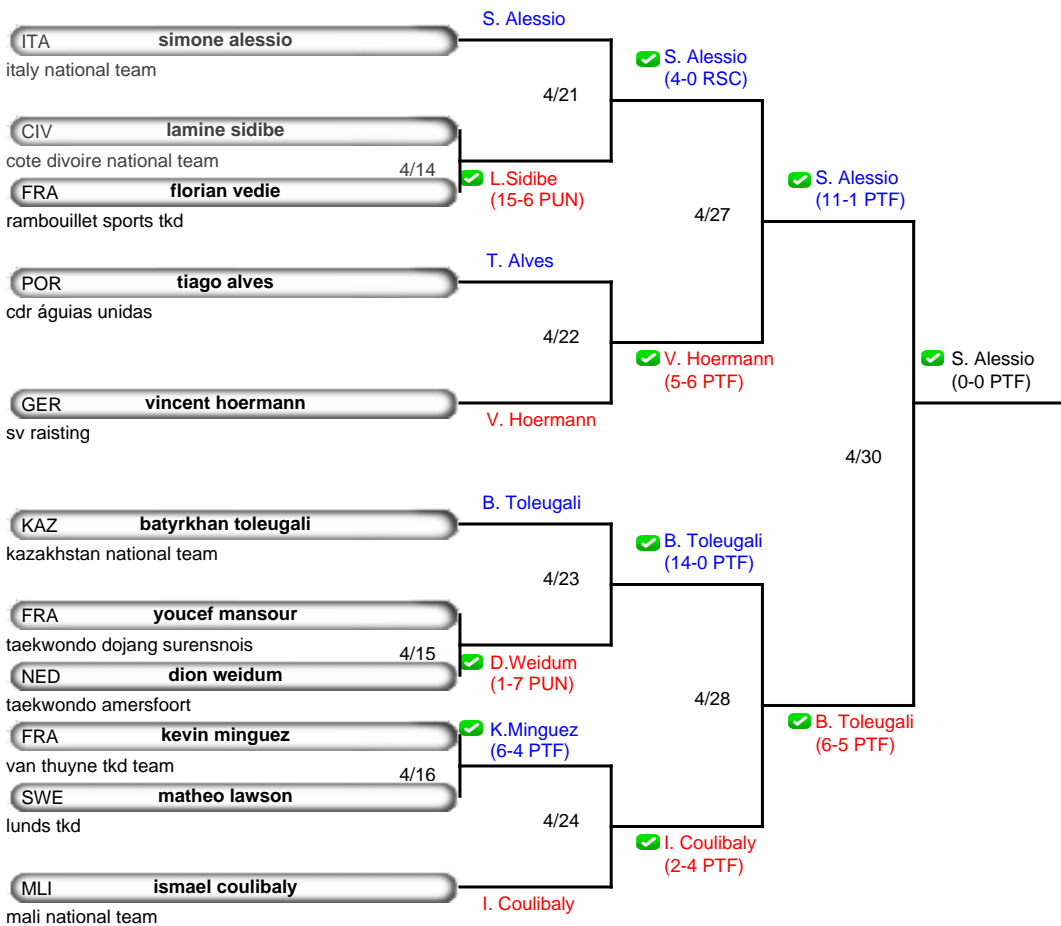 S. Alessio
ITA simone alessio
italy national team
S. Alessio
(4-0 RSC)
4/21
CIV lamine sidibe
cote divoire national team
4/14
FRA florian vedie
rambouillet sports tkd
L.Sidibe
(15-6 PUN)
S. Alessio
(11-1 PTF)
4/27
T. Alves
POR tiago alves
cdr águias unidas
4/22
V. Hoermann
(5-6 PTF)
GER vincent hoermann
sv raisting
V. Hoermann
S. Alessio
(0-0 PTF)
4/30
B. Toleugali
KAZ batyrkhan toleugali
kazakhstan national team
B. Toleugali
(14-0 PTF)
4/23
FRA youcef mansour
taekwondo dojang surensnois
4/15
NED dion weidum
taekwondo amersfoort
D.Weidum
(1-7 PUN)
4/28
B. Toleugali
(6-5 PTF)
FRA kevin minguez
van thuyne tkd team
K.Minguez
(6-4 PTF)
4/16
SWE matheo lawson
lunds tkd
4/24
I. Coulibaly
(2-4 PTF)
MLI ismael coulibaly
mali national team
I. Coulibaly